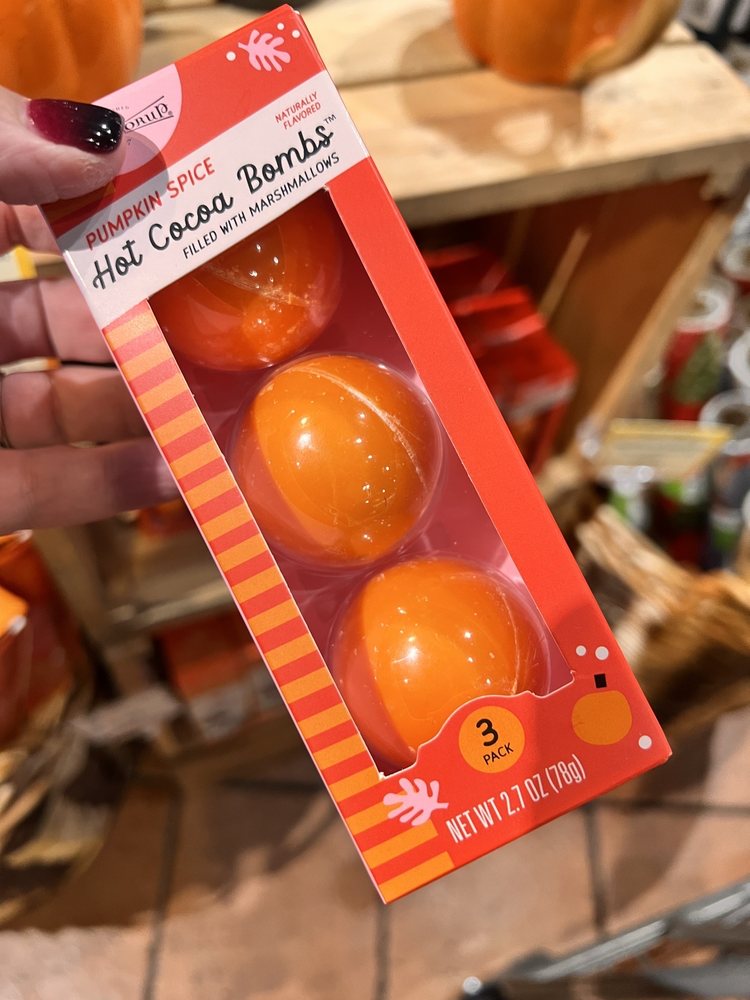 NATURALLY
FLAVORED
PUMPKIN SPICE
Hot Cocoa Bombs™
FILLED WITH MARSHMALLOWS
3
PACK
NET WT 2.7 OZ (78g)